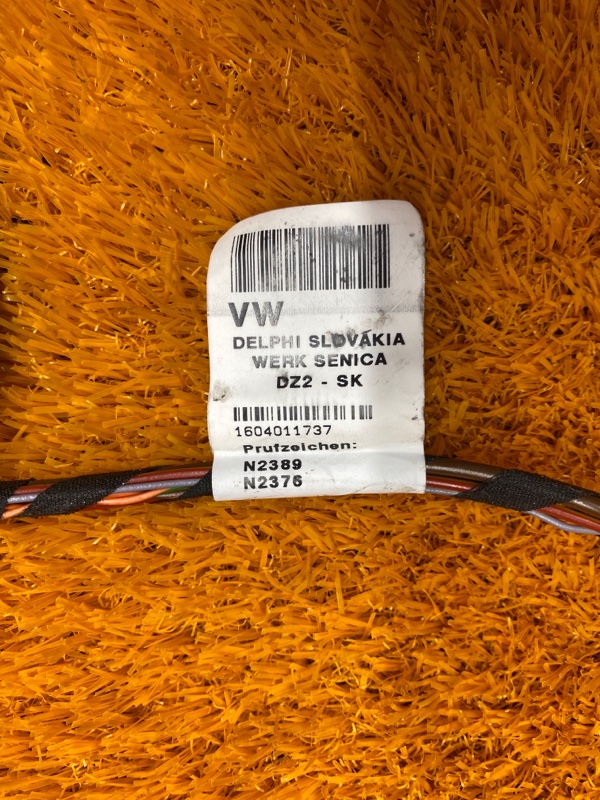 VW
DELPHI SLOVAKIA
WERK SENICA
DZ2 - SK
1604011737
Prufzeichen:
N2389
N2376